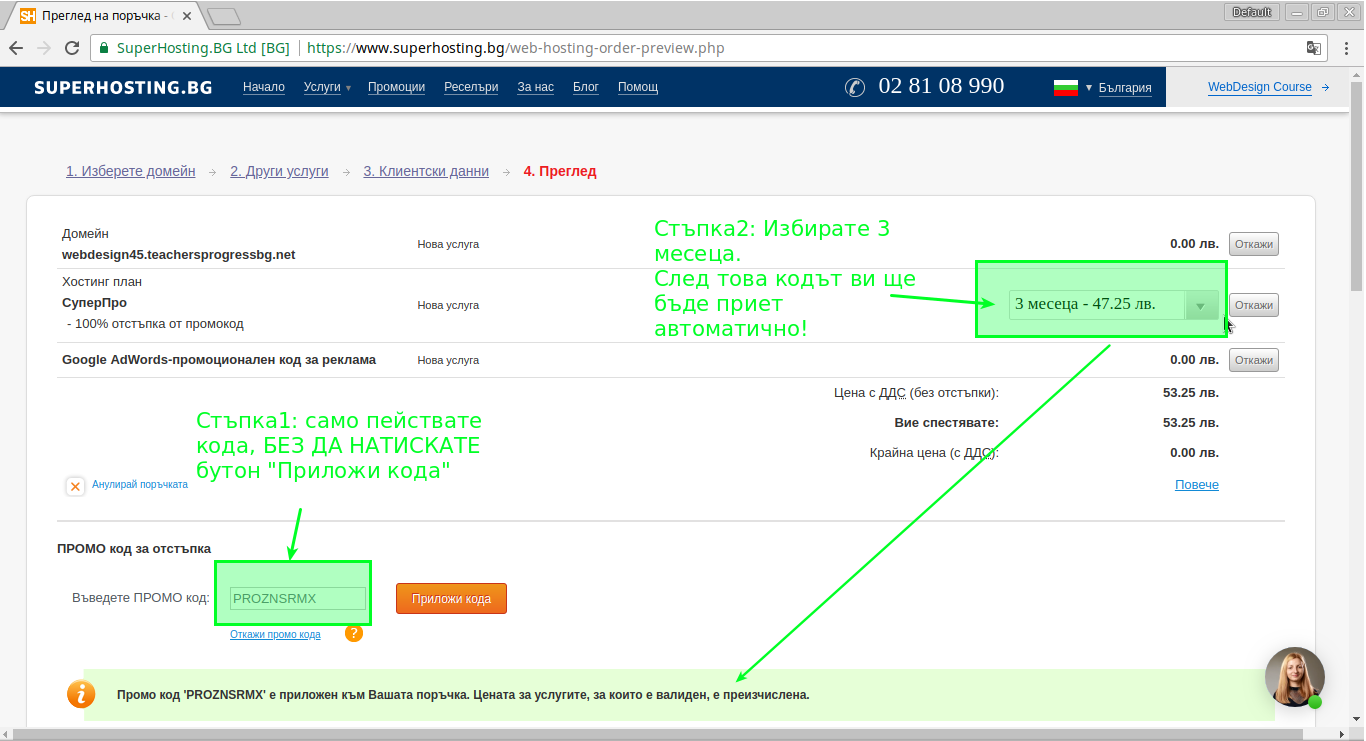 Преглед на поръчка -
Default
SuperHosting.BG Ltd [BG]
https://www.superhosting.bg/web-hosting-order-preview.php
SUPERHOSTING.BG
Начало
Услуги
Промоции
Реселъри
За нас
Блог
Помощ
02 81 08 990
България
WebDesign Course
1. Изберете домейн
2. Други услуги
3. Клиентски данни
4. Преглед
Домейн
webdesign45.teachersprogressbg.net
Нова услуга
0.00 лв.
Откажи
Стъпка2: Избирате 3
месеца.
След това кодът ви ще
бъде приет
автоматично!
Хостинг план
СуперПро
- 100% отстъпка от промокод
Нова услуга
3 месеца - 47.25 лв.
Откажи
Google AdWords-промоционален код за реклама
Нова услуга
0.00 лв.
Откажи
Цена с ДДС (без отстъпки):
53.25 лв.
Вие спестявате:
53.25 лв.
Крайна цена (с ДДС):
0.00 лв.
Стъпка1: само пействате
кода, БЕЗ ДА НАТИСКАТЕ
бутон "Приложи кода"
Анулирай поръчката
Повече
ПРОМО код за отстъпка
Въведете ПРОМО код:
PROZNSRMX
Приложи кода
Откажи промо кода
?
Промо код 'PROZNSRMX' е приложен към Вашата поръчка. Цената за услугите, за които е валиден, е преизчислена.